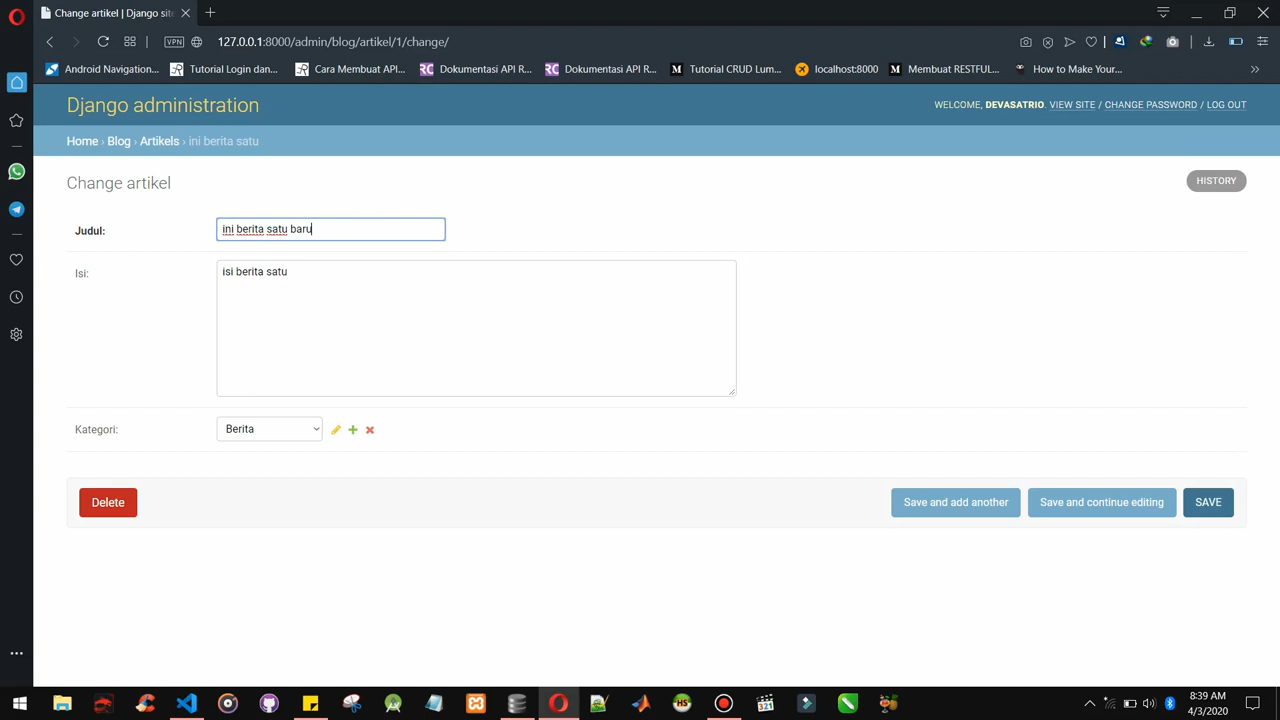 Change artikel | Django site
VPN
127.0.0.1:8000/admin/blog/artikel/1/change/
Android Navigation...
Tutorial Login dan...
Cara Membuat API...
RC
Dokumentasi API R...
RC
Dokumentasi API R...
M
Tutorial CRUD Lum...
localhost:8000
M
Membuat RESTFUL...
How to Make Your...
Django administration
WELCOME, DEVASATRIO. VIEW SITE / CHANGE PASSWORD / LOG OUT
Home › Blog › Artikels › ini berita satu
Change artikel
HISTORY
Judul:
ini berita satu baru
Isi:
isi berita satu
Kategori:
Berita
Delete
Save and add another
Save and continue editing
SAVE
8:39 AM
4/3/2020